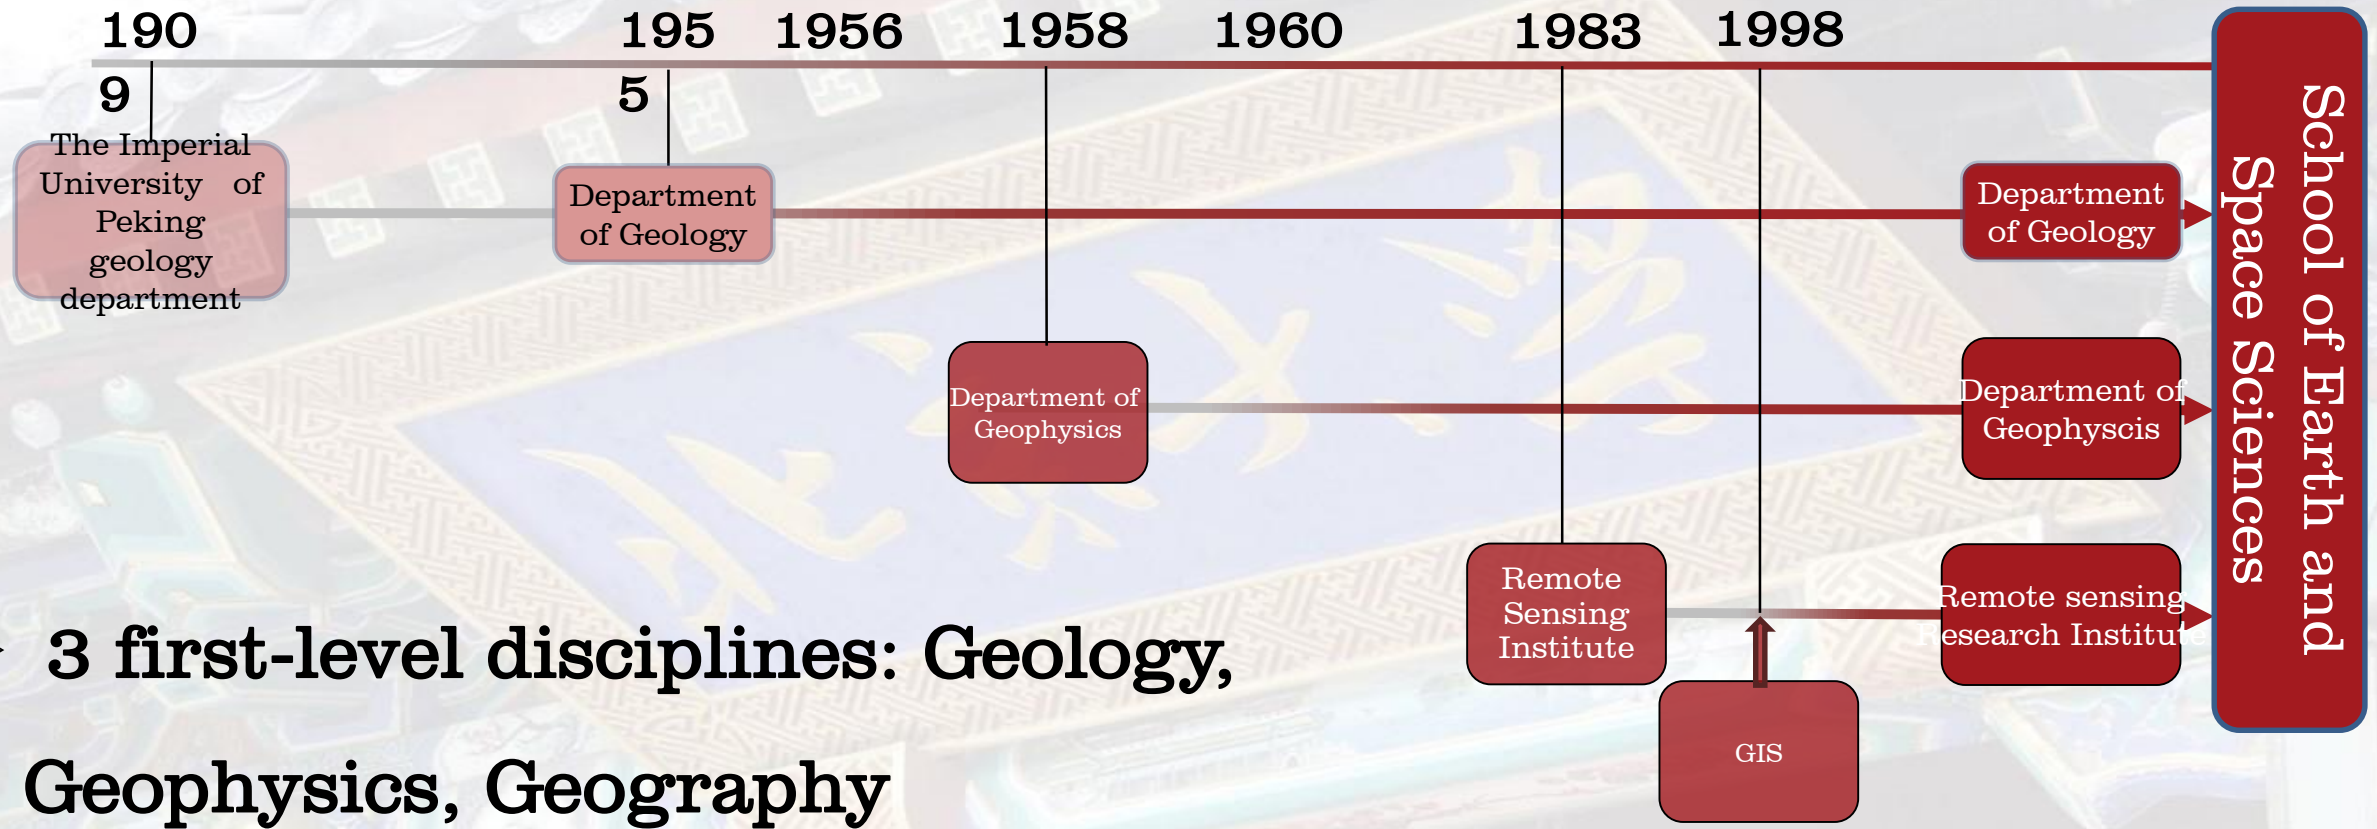 190
9
195
5
1956
1958
1960
1983
1998
The Imperial
University of
Peking
geology
department
Department
of Geology
Department
of Geology
Department of
Geophysics
Department of
Geophyscis
Remote
Sensing
Institute
Remote sensing
Research Institute
GIS
School of Earth and
Space Sciences
3 first-level disciplines: Geology,
Geophysics, Geography